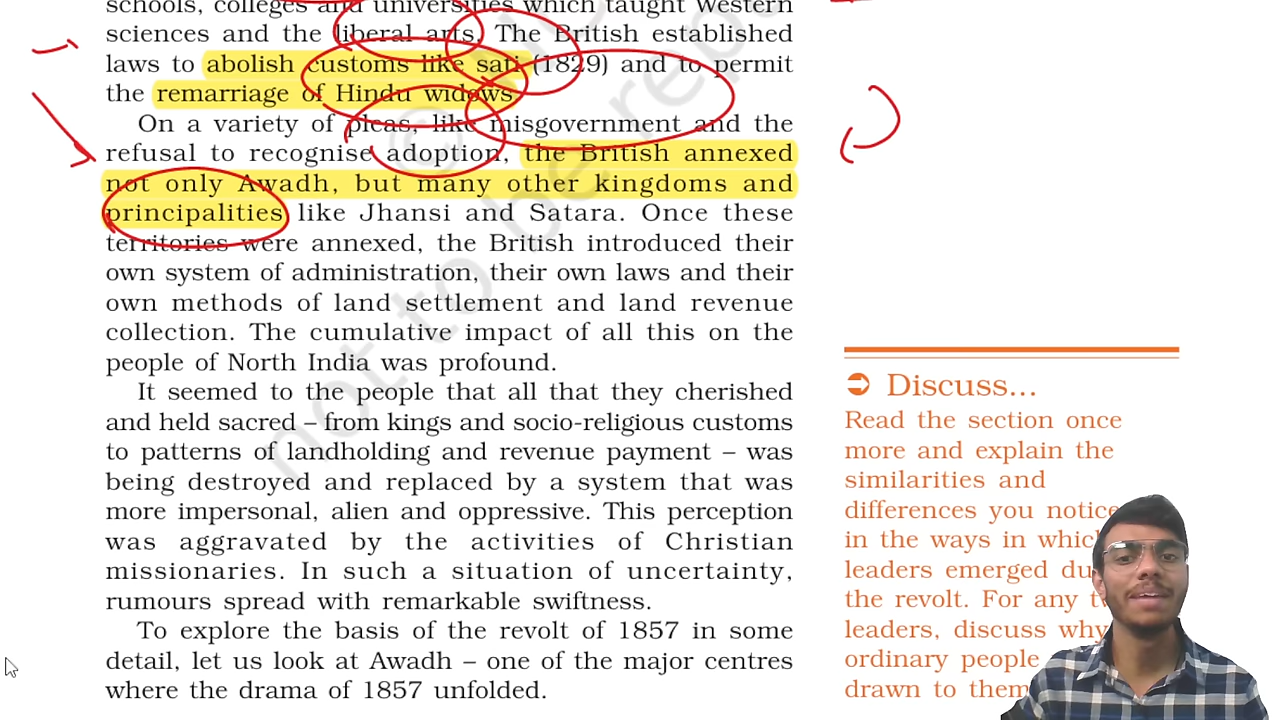 schools, colleges and universities which taught Western
sciences and the liberal arts. The British established
laws to abolish customs like sati (1829) and to permit
the remarriage of Hindu widows.
On a variety of pleas, like misgovernment and the
refusal to recognise adoption, the British annexed
not only Awadh, but many other kingdoms and
principalities like Jhansi and Satara. Once these
territories were annexed, the British introduced their
own system of administration, their own laws and their
own methods of land settlement and land revenue
collection. The cumulative impact of all this on the
people of North India was profound.
It seemed to the people that all that they cherished
and held sacred – from kings and socio-religious customs
to patterns of landholding and revenue payment – was
being destroyed and replaced by a system that was
more impersonal, alien and oppressive. This perception
was aggravated by the activities of Christian
missionaries. In such a situation of uncertainty,
rumours spread with remarkable swiftness.
To explore the basis of the revolt of 1857 in some
detail, let us look at Awadh – one of the major centres
where the drama of 1857 unfolded.
Discuss...
Read the section once
more and explain the
similarities and
differences you notice
in the ways in which
leaders emerged
the revolt. For any
leaders, discuss why
ordinary people
drawn to them
not to be